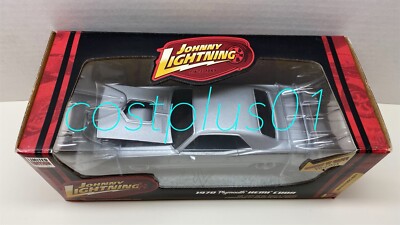 JOHNNY
LIGHTNING
costplus01
JOHNNY
LIGHTNING
1970 Plymouth HEMI CUDA